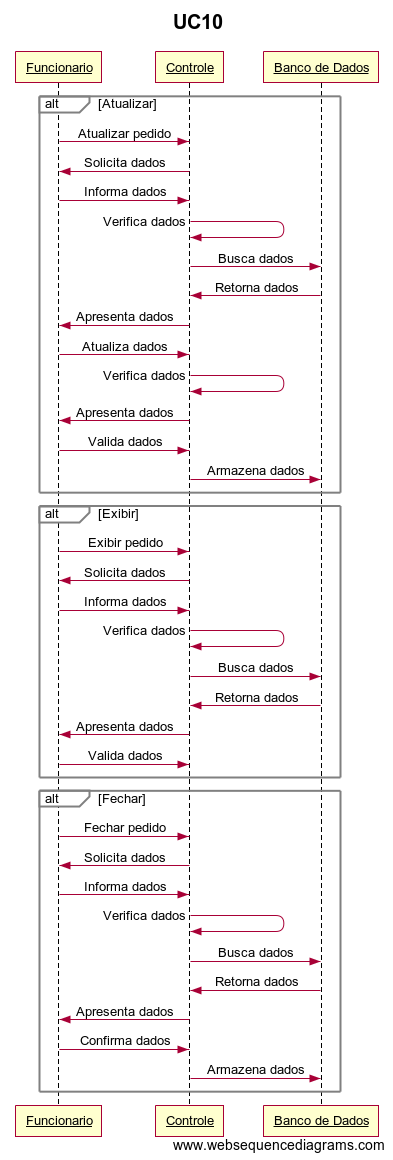 UC10
Funcionario Controle Banco de Dados
alt [Atualizar]
Atualizar pedido
Solicita dados
Informa dados
Verifica dados
Busca dados
Retorna dados
Apresenta dados
Atualiza dados
Verifica dados
Apresenta dados
Valida dados
Armazena dados
alt [Exibir]
Exibir pedido
Solicita dados
Informa dados
Verifica dados
Busca dados
Retorna dados
Apresenta dados
Valida dados
alt [Fechar]
Fechar pedido
Solicita dados
Informa dados
Verifica dados
Busca dados
Retorna dados
Apresenta dados
Confirma dados
Armazena dados
Funcionario Controle Banco de Dados
www.websequencediagrams.com